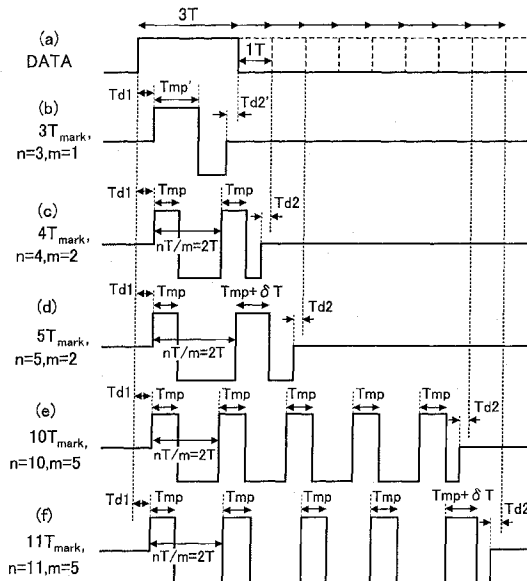 3T
(a)
DATA
1T
Td1 Tmp' Td2'
(b)
3Tmark,
n=3,m=1
Td1 Tmp Tmp Td2
(c)
4Tmark,
n=4,m=2
nT/m=2T
Td1 Tmp Tmp+δT Td2
(d)
5Tmark,
n=5,m=2
nT/m=2T
Td1 Tmp Tmp Tmp Tmp Tmp Td2
(e)
10Tmark,
n=10,m=5
nT/m=2T
Td1 Tmp Tmp Tmp Tmp Tmp+δT Td2
(f)
11Tmark,
n=11,m=5
nT/m=2T